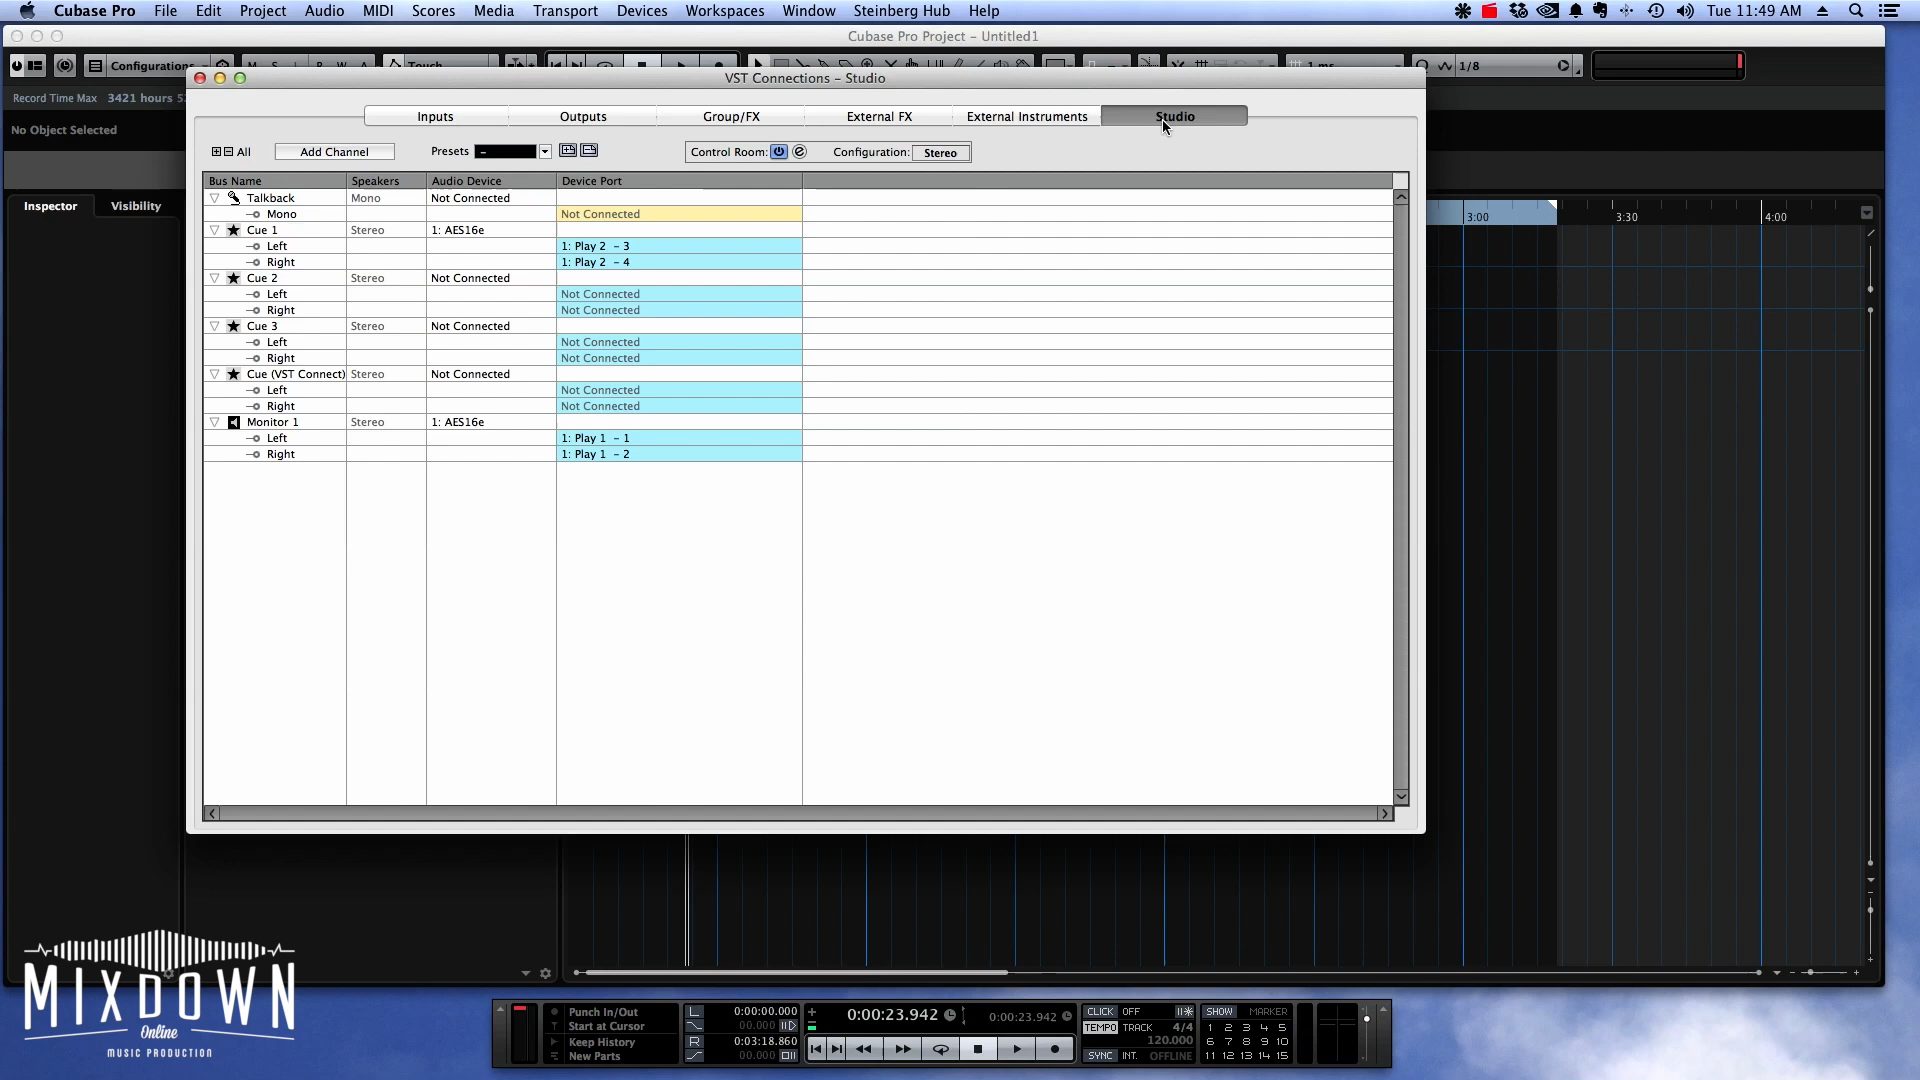 Cubase Pro File Edit Project Audio MIDI Scores Media Transport Devices Workspaces Window Steinberg Hub Help Tue 11:49 AM
Cubase Pro Project – Untitled1
Configurations Touch 1 ms 1/8
VST Connections – Studio
Record Time Max 3421 hours
No Object Selected
Inputs Outputs Group/FX External FX External Instruments Studio
All Add Channel Presets – Control Room: Configuration: Stereo
Bus Name Speakers Audio Device Device Port
Talkback Mono Not Connected
Mono Not Connected
Cue 1 Stereo 1: AES16e
Left 1: Play 2 – 3
Right 1: Play 2 – 4
Cue 2 Stereo Not Connected
Left Not Connected
Right Not Connected
Cue 3 Stereo Not Connected
Left Not Connected
Right Not Connected
Cue (VST Connect) Stereo Not Connected
Left Not Connected
Right Not Connected
Monitor 1 Stereo 1: AES16e
Left 1: Play 1 – 1
Right 1: Play 1 – 2
Inspector Visibility
3:00 3:30 4:00
MIXDOWN
Online
MUSIC PRODUCTION
Punch In/Out
Start at Cursor
Keep History
New Parts
L 0:00:00.000
00.000
R 0:03:18.860
00.000
0:00:23.942 0:00:23.942
CLICK OFF
TEMPO TRACK 4/4
120.000
SYNC INT. OFFLINE
SHOW MARKER
1 2 3 4 5
6 7 8 9 10
11 12 13 14 15